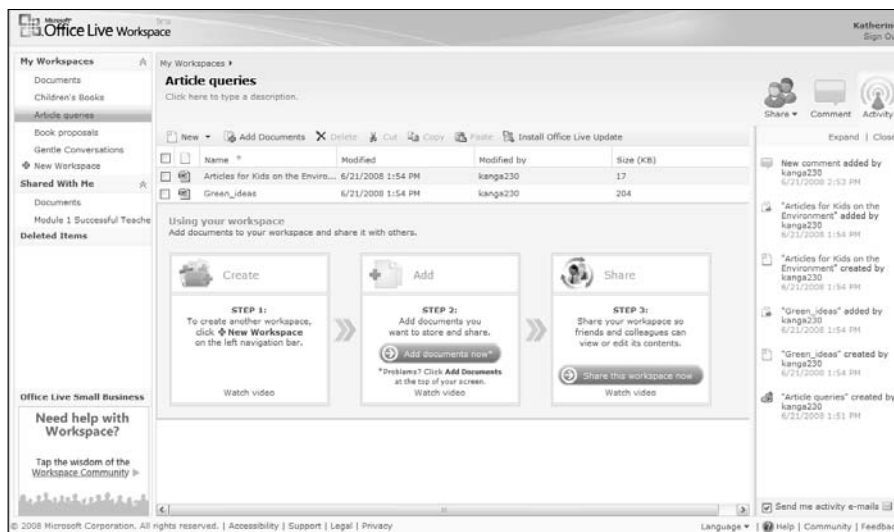 Microsoft
Office Live Workspace
beta
Katherin
Sign Ou
My Workspaces
Documents
Children's Books
Article queries
Book proposals
Gentle Conversations
New Workspace
Shared With Me
Documents
Module 1 Successful Teache
Deleted Items
Office Live Small Business
Need help with
Workspace?
Tap the wisdom of the
Workspace Community
My Workspaces
Article queries
Click here to type a description.
Share
Comment
Activity
New
Add Documents
Delete
Cut
Copy
Paste
Install Office Live Update
Name Modified Modified by Size (KB)
Articles for Kids on the Enviro... 6/21/2008 1:54 PM kanga230 17
Green_ideas 6/21/2008 1:54 PM kanga230 204
Using your workspace
Add documents to your workspace and share it with others.
Create
STEP 1:
To create another workspace,
click New Workspace
on the left navigation bar.
Watch video
Add
STEP 2:
Add documents you
want to store and share.
Add documents now*
*Problems? Click Add Documents
at the top of your screen.
Watch video
Share
STEP 3:
Share your workspace so
friends and colleagues can
view or edit its contents.
Share this workspace now
Watch video
Expand | Close
New comment added by
kanga230
6/21/2008 2:53 PM
"Articles for Kids on the
Environment" added by
kanga230
6/21/2008 1:54 PM
"Articles for Kids on the
Environment" created by
kanga230
6/21/2008 1:54 PM
"Green_ideas" added by
kanga230
6/21/2008 1:54 PM
"Green_ideas" created by
kanga230
6/21/2008 1:54 PM
"Article queries" created by
kanga230
6/21/2008 1:51 PM
Send me activity e-mails
© 2008 Microsoft Corporation. All rights reserved. | Accessibility | Support | Legal | Privacy
Language | Help | Community | Feedba